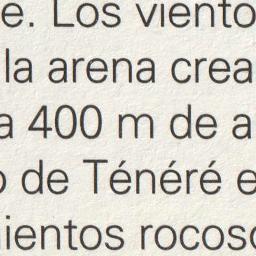 e. Los viento
la arena crea
a 400 m de a
o de Ténéré e
ientos rocoso